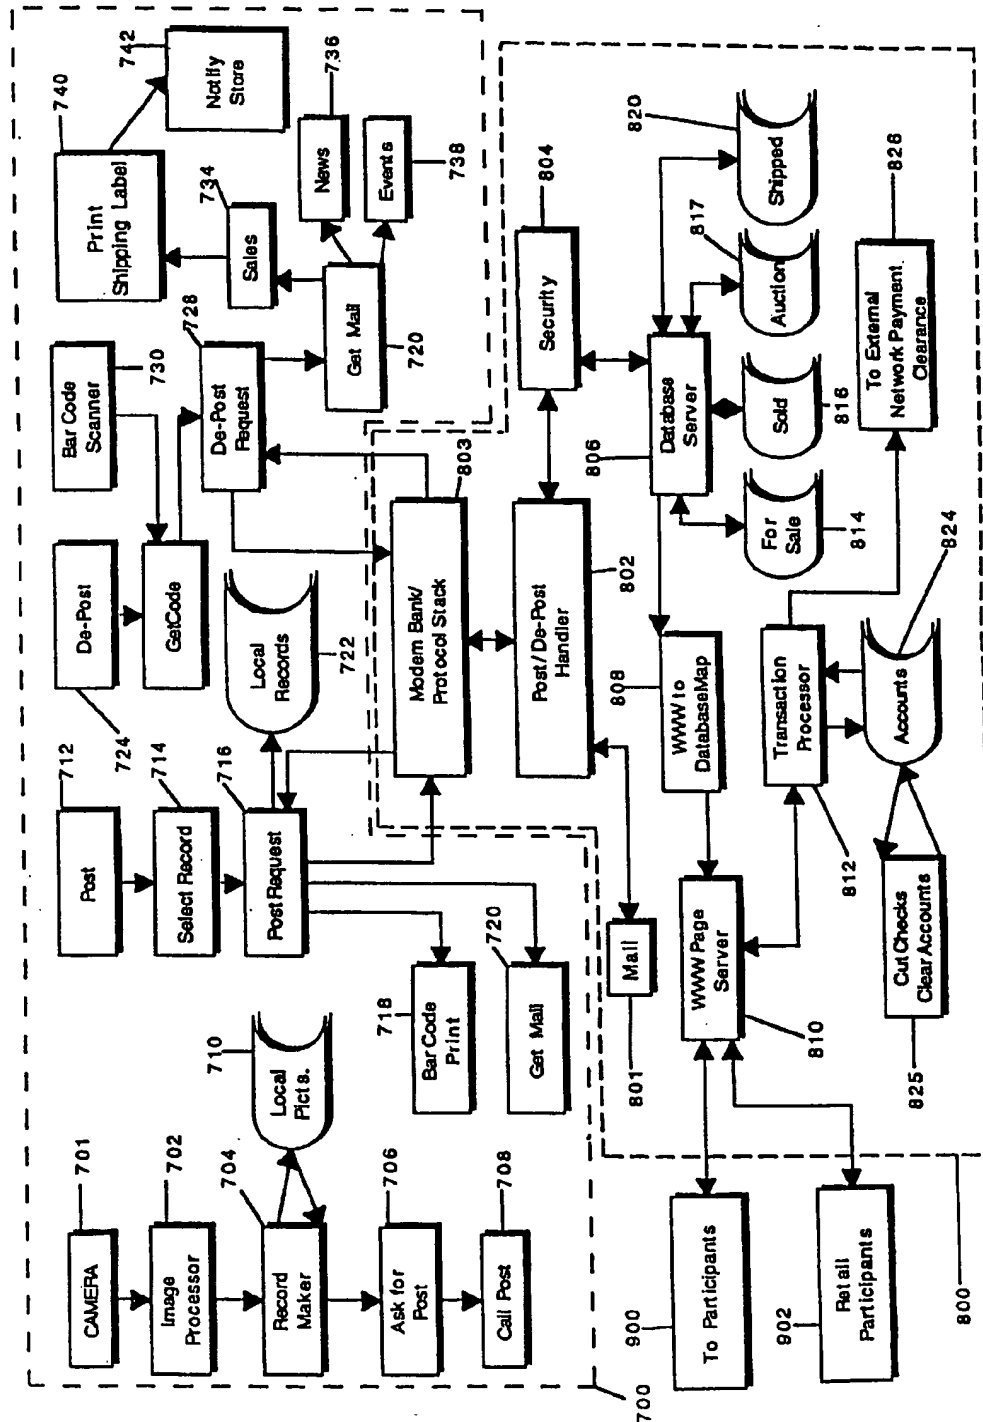 CAMERA
701
Image
Processor
702
Record
Maker
704
Local
Picts.
710
Ask for
Post
706
Call Post
708
Post
712
Select Record
714
Post Request
716
Bar Code
Print
718
Get Mail
720
Local
Records
722
De-Post
724
GetCode
Bar Code
Scanner
730
De-Post
Request
728
Get Mail
720
Sales
734
News
736
Events
738
Print
Shipping Label
740
Notify
Store
742
700
Modem Bank/
Protocol Stack
803
Post / De-Post
Handler
802
Security
804
Mail
801
Database
Server
806
For
Sale
814
Sold
816
Auction
817
Shipped
820
WWW to
DatabaseMap
808
WWW Page
Server
810
Transaction
Processor
812
Accounts
824
Cut Checks
Clear Accounts
825
To External
Network Payment
Clearance
826
To Participants
900
Retail
Participants
902
800